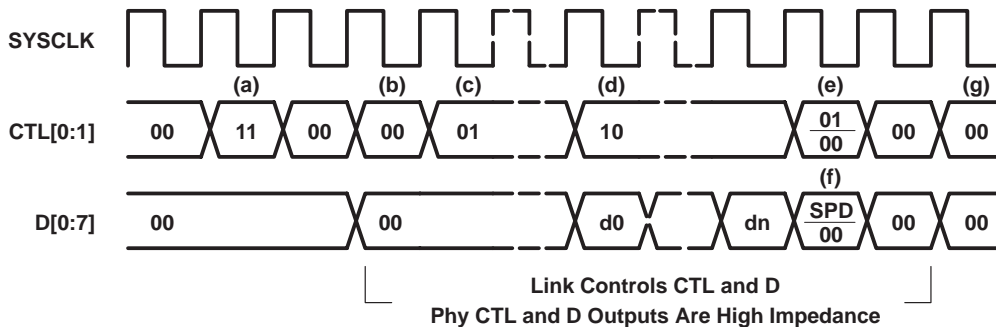 SYSCLK
(a) (b) (c) (d) (e) (g)
CTL[0:1] 00 11 00 00 01 10 01 00 00 00
(f)
D[0:7] 00 00 d0 dn SPD 00 00 00
Link Controls CTL and D
Phy CTL and D Outputs Are High Impedance